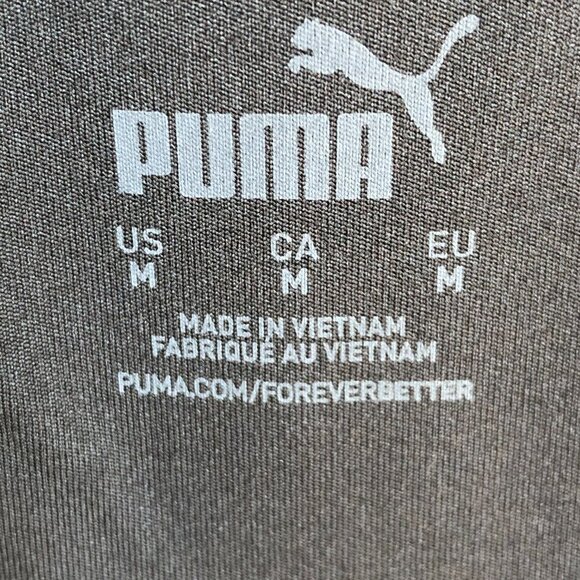 PUMA
US CA EU
M M M
MADE IN VIETNAM
FABRIQUÉ AU VIETNAM
PUMA.COM/FOREVERBETTER